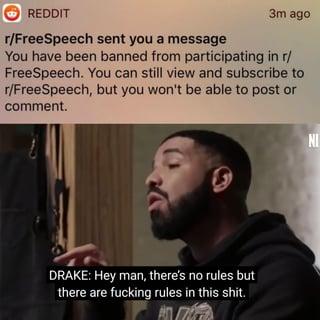 REDDIT 3m ago
r/FreeSpeech sent you a message
You have been banned from participating in r/
FreeSpeech. You can still view and subscribe to
r/FreeSpeech, but you won't be able to post or
comment.
NI
DRAKE: Hey man, there's no rules but
there are fucking rules in this shit.